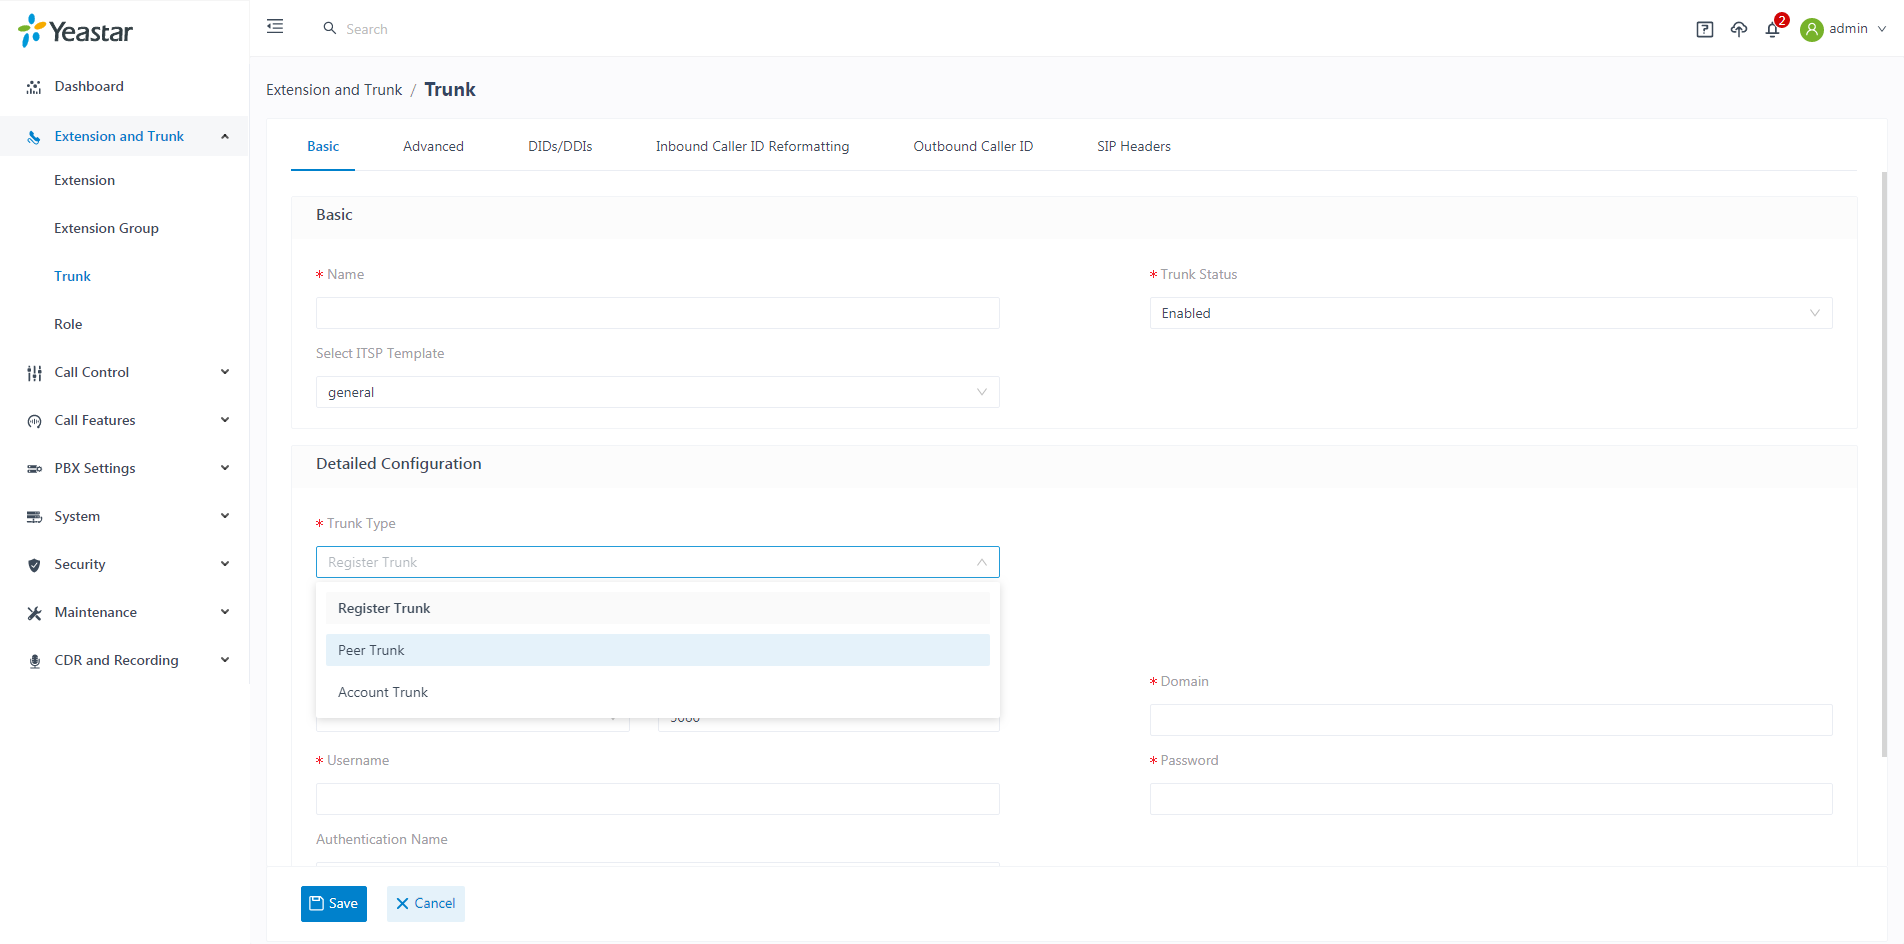 Yeastar
Search
2
admin
Dashboard
Extension and Trunk
Extension
Extension Group
Trunk
Role
Call Control
Call Features
PBX Settings
System
Security
Maintenance
CDR and Recording
Extension and Trunk / Trunk
Basic Advanced DIDs/DDIs Inbound Caller ID Reformatting Outbound Caller ID SIP Headers
Basic
* Name
* Trunk Status
Enabled
Select ITSP Template
general
Detailed Configuration
* Trunk Type
Register Trunk
Register Trunk
Peer Trunk
Account Trunk
* Domain
* Username
* Password
Authentication Name
Save
Cancel